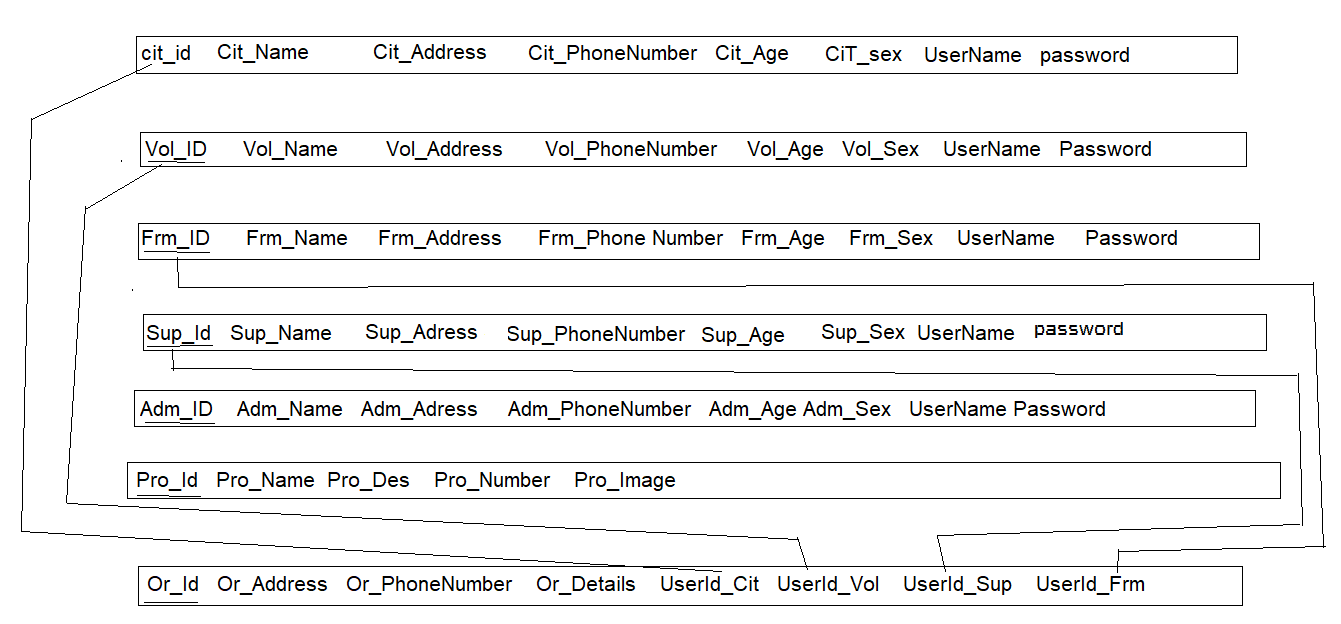 cit_id Cit_Name Cit_Address Cit_PhoneNumber Cit_Age CiT_sex UserName password
Vol_ID Vol_Name Vol_Address Vol_PhoneNumber Vol_Age Vol_Sex UserName Password
Frm_ID Frm_Name Frm_Address Frm_Phone Number Frm_Age Frm_Sex UserName Password
Sup_Id Sup_Name Sup_Adress Sup_PhoneNumber Sup_Age Sup_Sex UserName password
Adm_ID Adm_Name Adm_Adress Adm_PhoneNumber Adm_Age Adm_Sex UserName Password
Pro_Id Pro_Name Pro_Des Pro_Number Pro_Image
Or_Id Or_Address Or_PhoneNumber Or_Details UserId_Cit UserId_Vol UserId_Sup UserId_Frm